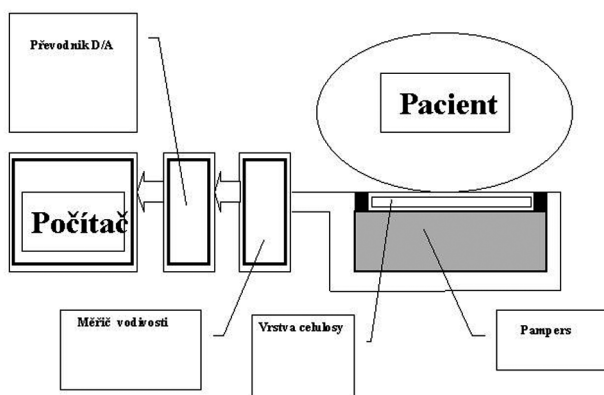 Převodník D/A
Pacient
Počítač
Měřič vodivosti
Vrstva celulosy
Pampers